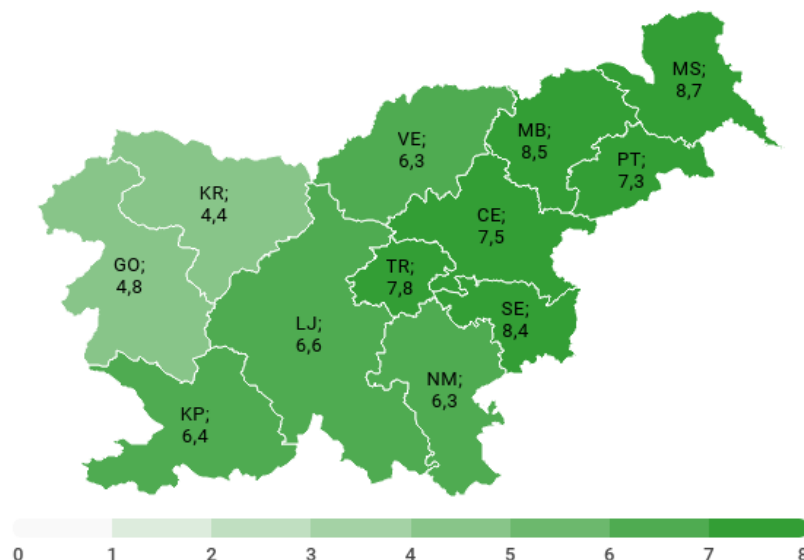 MS;
8,7
MB;
8,5
VE;
6,3
PT;
7,3
KR;
4,4
CE;
7,5
GO;
4,8
TR;
7,8
SE;
8,4
LJ;
6,6
NM;
6,3
KP;
6,4
0 1 2 3 4 5 6 7 8